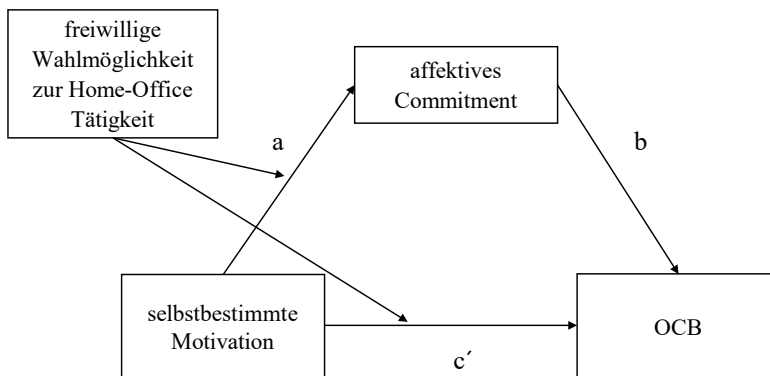 freiwillige
Wahlmöglichkeit
zur Home-Office
Tätigkeit
affektives
Commitment
a
b
selbstbestimmte
Motivation
OCB
c´